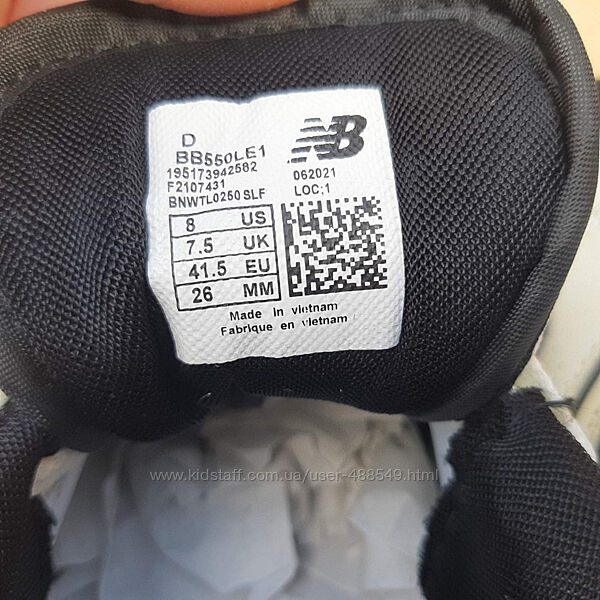 D
BB550LE1
195173942582
F2107431
BNWTL0250 SLF
NB
062021
LOC;1
8 US
7.5 UK
41.5 EU
26 MM
Made in vietnam
Fabrique en vietnam
www.kidstaff.com.ua/user-488549.html